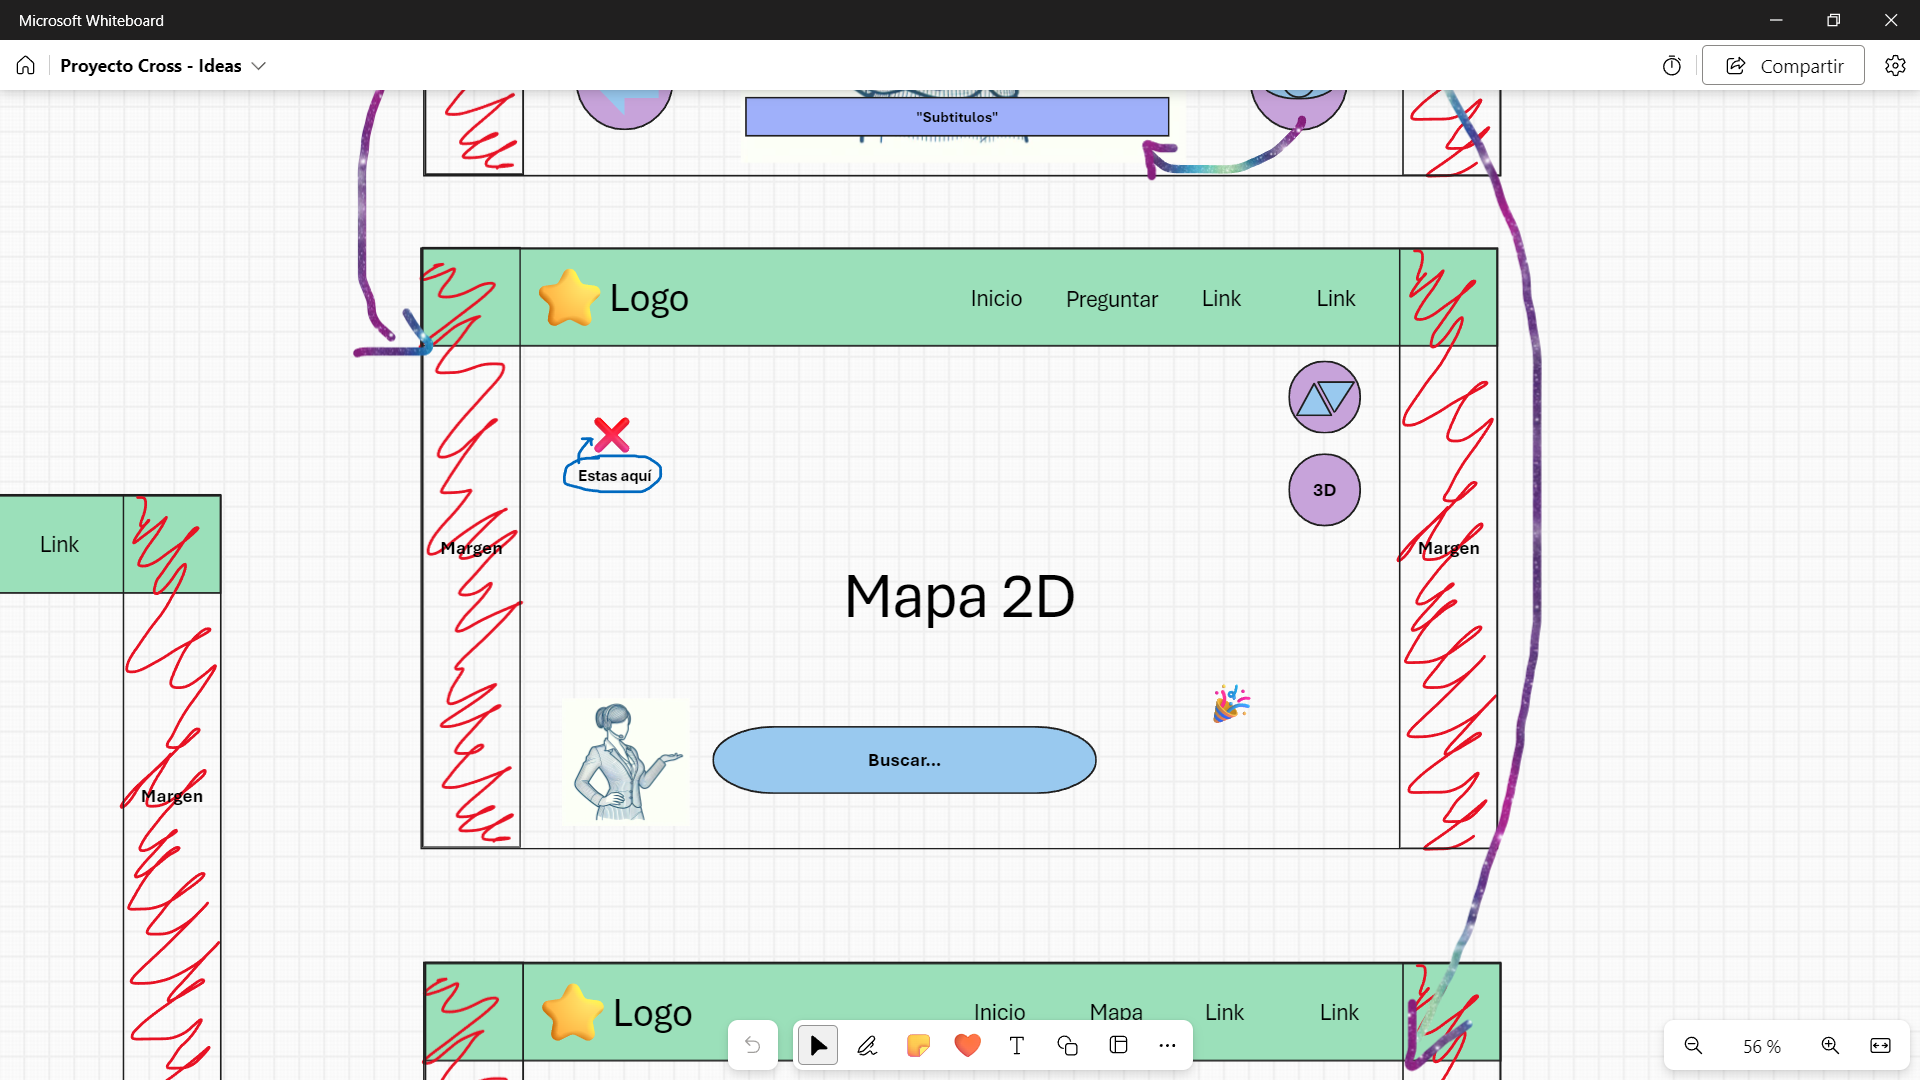 Microsoft Whiteboard
Proyecto Cross - Ideas
Compartir
"Subtitulos"
Logo
Inicio
Preguntar
Link
Link
3D
Estas aquí
Link
Margen
Margen
Mapa 2D
Buscar...
Margen
Logo
Inicio
Mapa
Link
Link
56 %